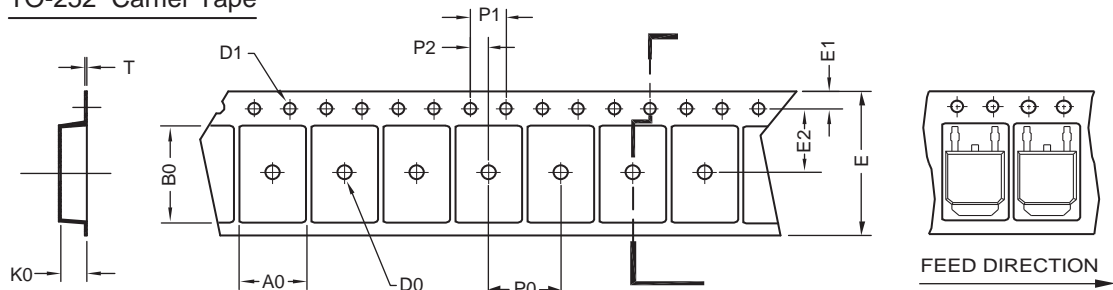 TO-252 Carrier Tape
P1
P2
D1
T
E1
E2
E
B0
K0
A0
D0
P0
FEED DIRECTION